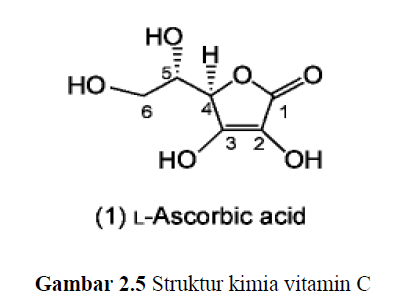 HO
H
HO
O
O
5
6
4
1
3
2
HO
OH
(1) L-Ascorbic acid
Gambar 2.5 Struktur kimia vitamin C